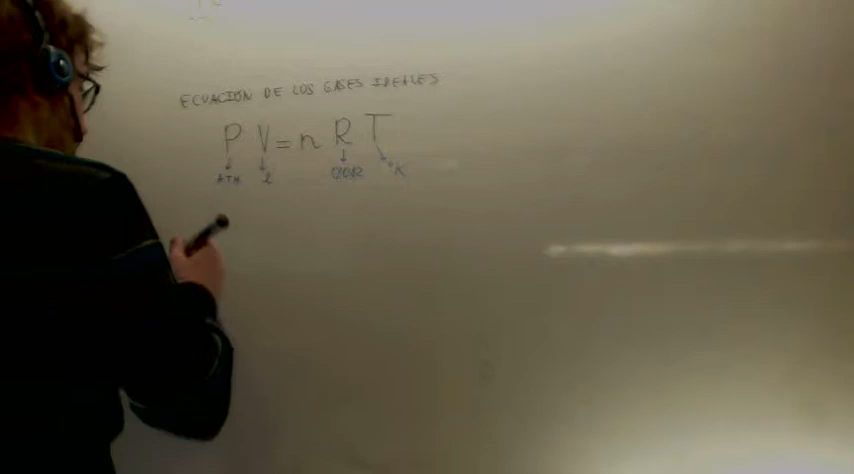 ECUACIÓN DE LOS GASES IDEALES
P V = n R T
ATM l 0'082 °K